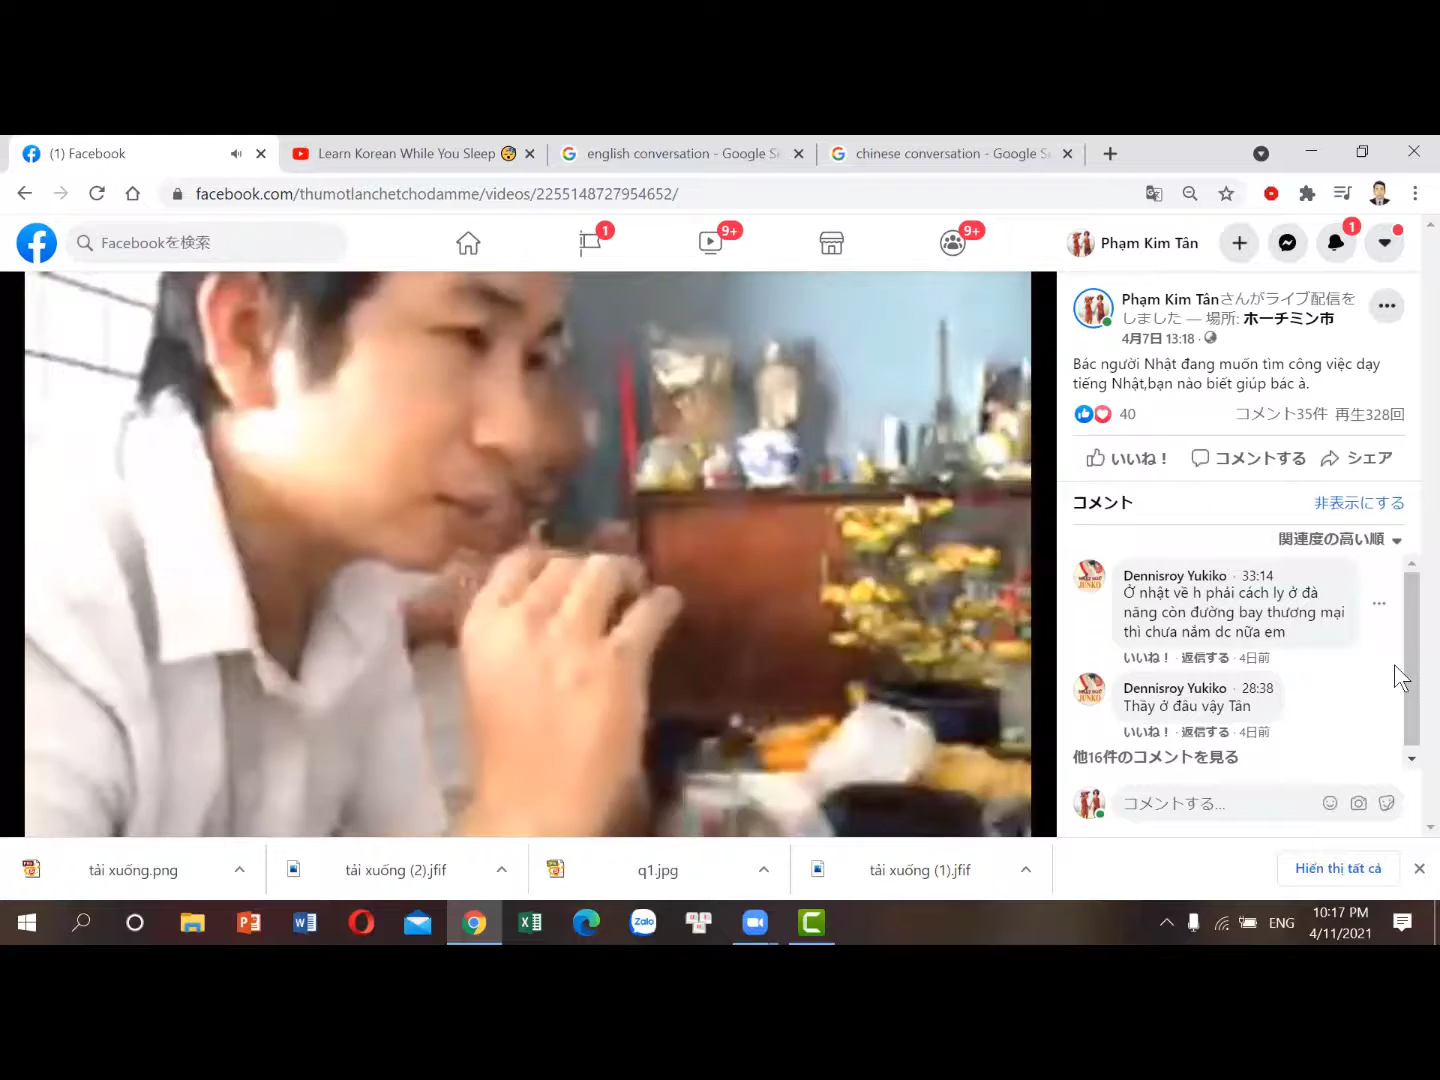 (1) Facebook
Learn Korean While You Sleep 😴
english conversation - Google S
chinese conversation - Google S
facebook.com/thumotlanchetchodamme/videos/2255148727954652/
Facebookを検索
1
9+
9+
Phạm Kim Tân
1
Phạm Kim Tânさんがライブ配信を
しました — 場所: ホーチミン市
4月7日 13:18 ·
Bác người Nhật đang muốn tìm công việc dạy
tiếng Nhật,bạn nào biết giúp bác à.
40
コメント35件 再生328回
いいね！ コメントする シェア
コメント
非表示にする
関連度の高い順
Dennisroy Yukiko · 33:14
Ở nhật về h phải cách ly ở đà
nẵng còn đường bay thương mại
thì chưa nắm dc nữa em
いいね！ · 返信する · 4日前
Dennisroy Yukiko · 28:38
Thầy ở đâu vậy Tân
いいね！ · 返信する · 4日前
他16件のコメントを見る
コメントする...
tải xuống.png
tải xuống (2).jfif
q1.jpg
tải xuống (1).jfif
Hiển thị tất cả
Zalo
ENG
10:17 PM
4/11/2021